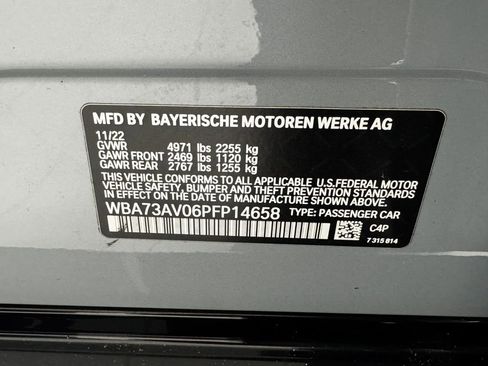 MFD BY BAYERISCHE MOTOREN WERKE AG
11/22
GVWR 4971 lbs 2255 kg
GAWR FRONT 2469 lbs 1120 kg
GAWR REAR 2767 lbs 1255 kg
THIS VEHICLE CONFORMS TO ALL APPLICABLE U.S.FEDERAL MOTOR
VEHICLE SAFETY, BUMPER AND THEFT PREVENTION STANDARDS
IN EFFECT ON THE DATE OF MANUFACTURE SHOWN ABOVE.
WBA73AV06PFP14658 TYPE: PASSENGER CAR
C4P
7 315 814